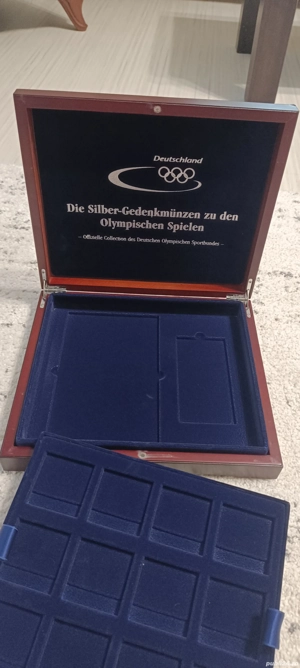 Deutschland
Die Silber-Gedenkmünzen zu den
Olympischen Spielen
– Offizielle Collection des Deutschen Olympischen Sportbundes –